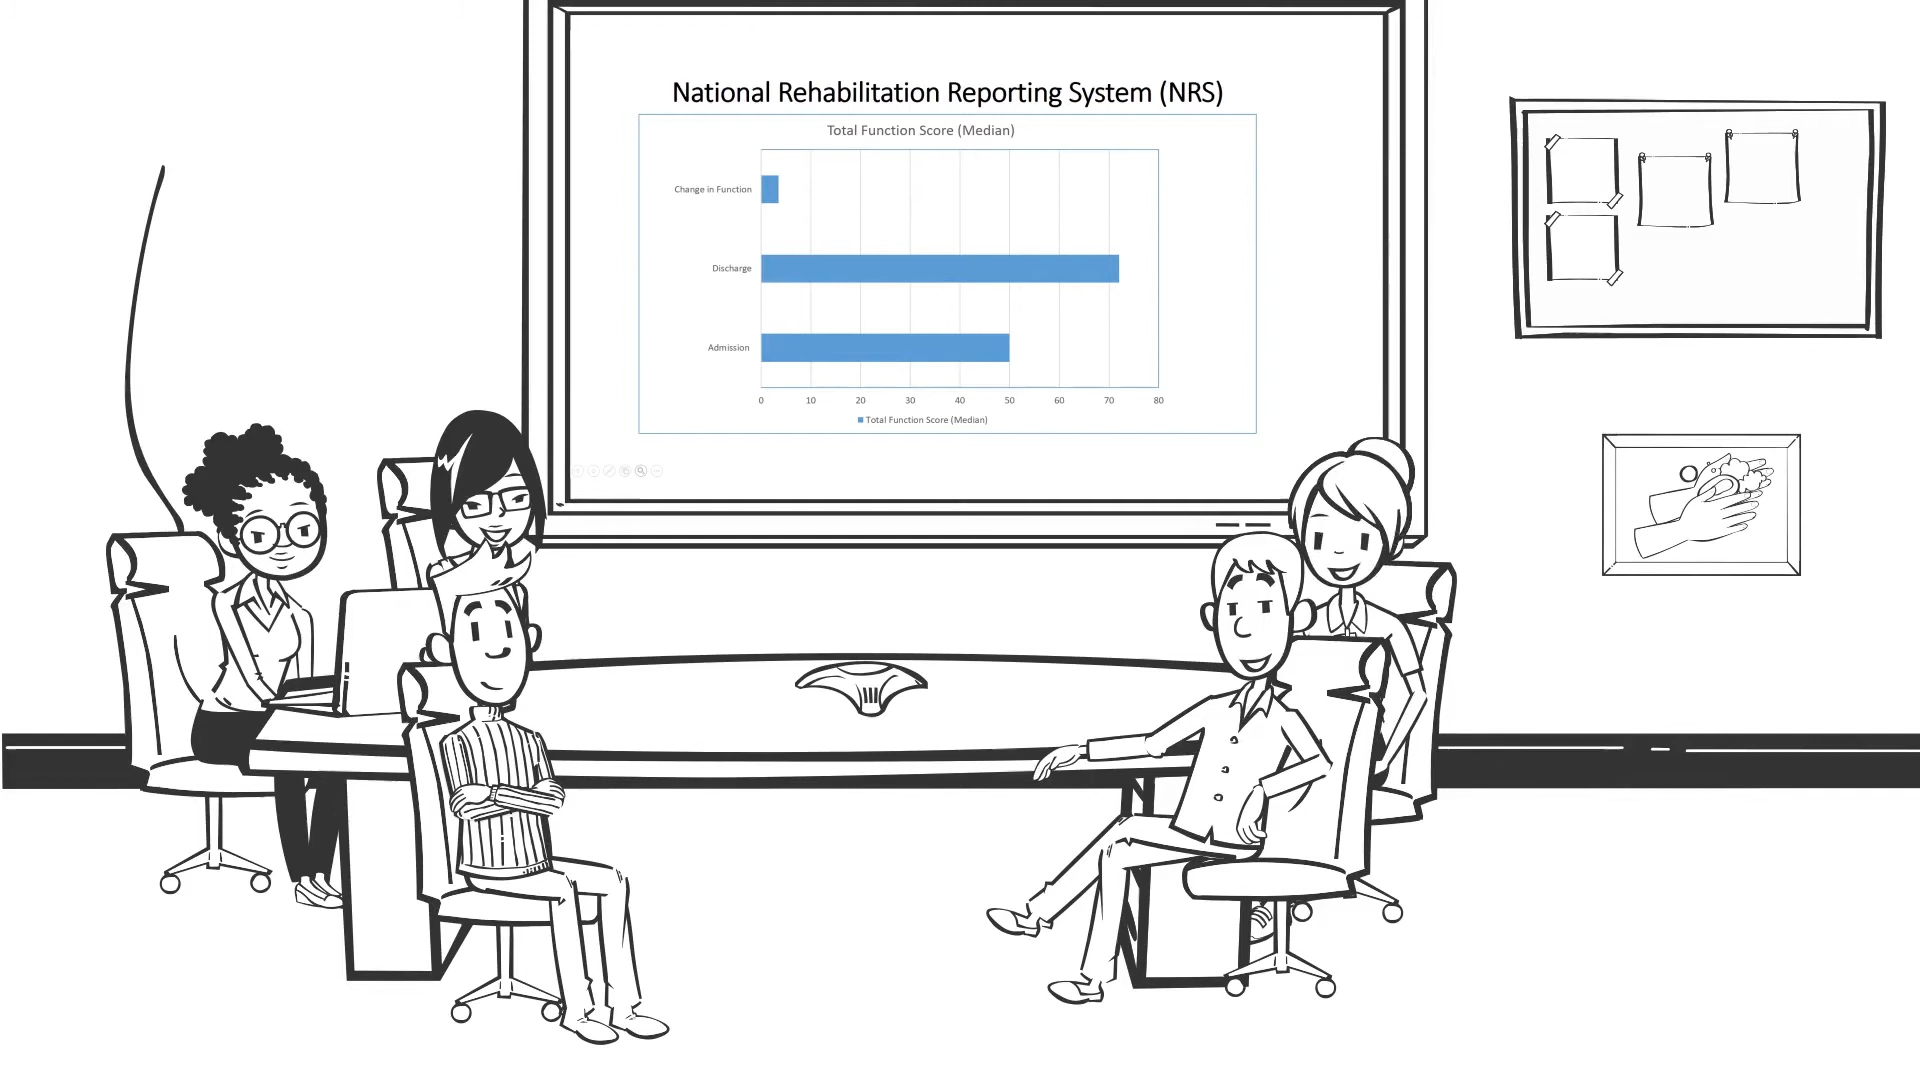 National Rehabilitation Reporting System (NRS)
Total Function Score (Median)
Change in Function
Discharge
Admission
0 10 20 30 40 50 60 70 80
Total Function Score (Median)